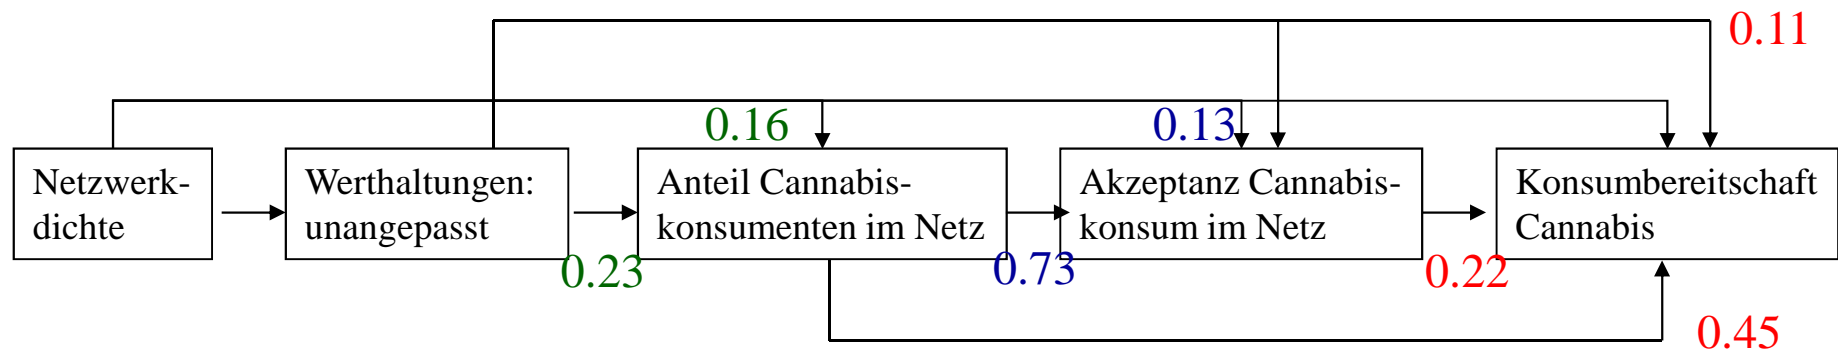 0.11
0.16
0.13
Netzwerk-
dichte
Werthaltungen:
unangepasst
Anteil Cannabis-
konsumenten im Netz
Akzeptanz Cannabis-
konsum im Netz
Konsumbereitschaft
Cannabis
0.23
0.73
0.22
0.45